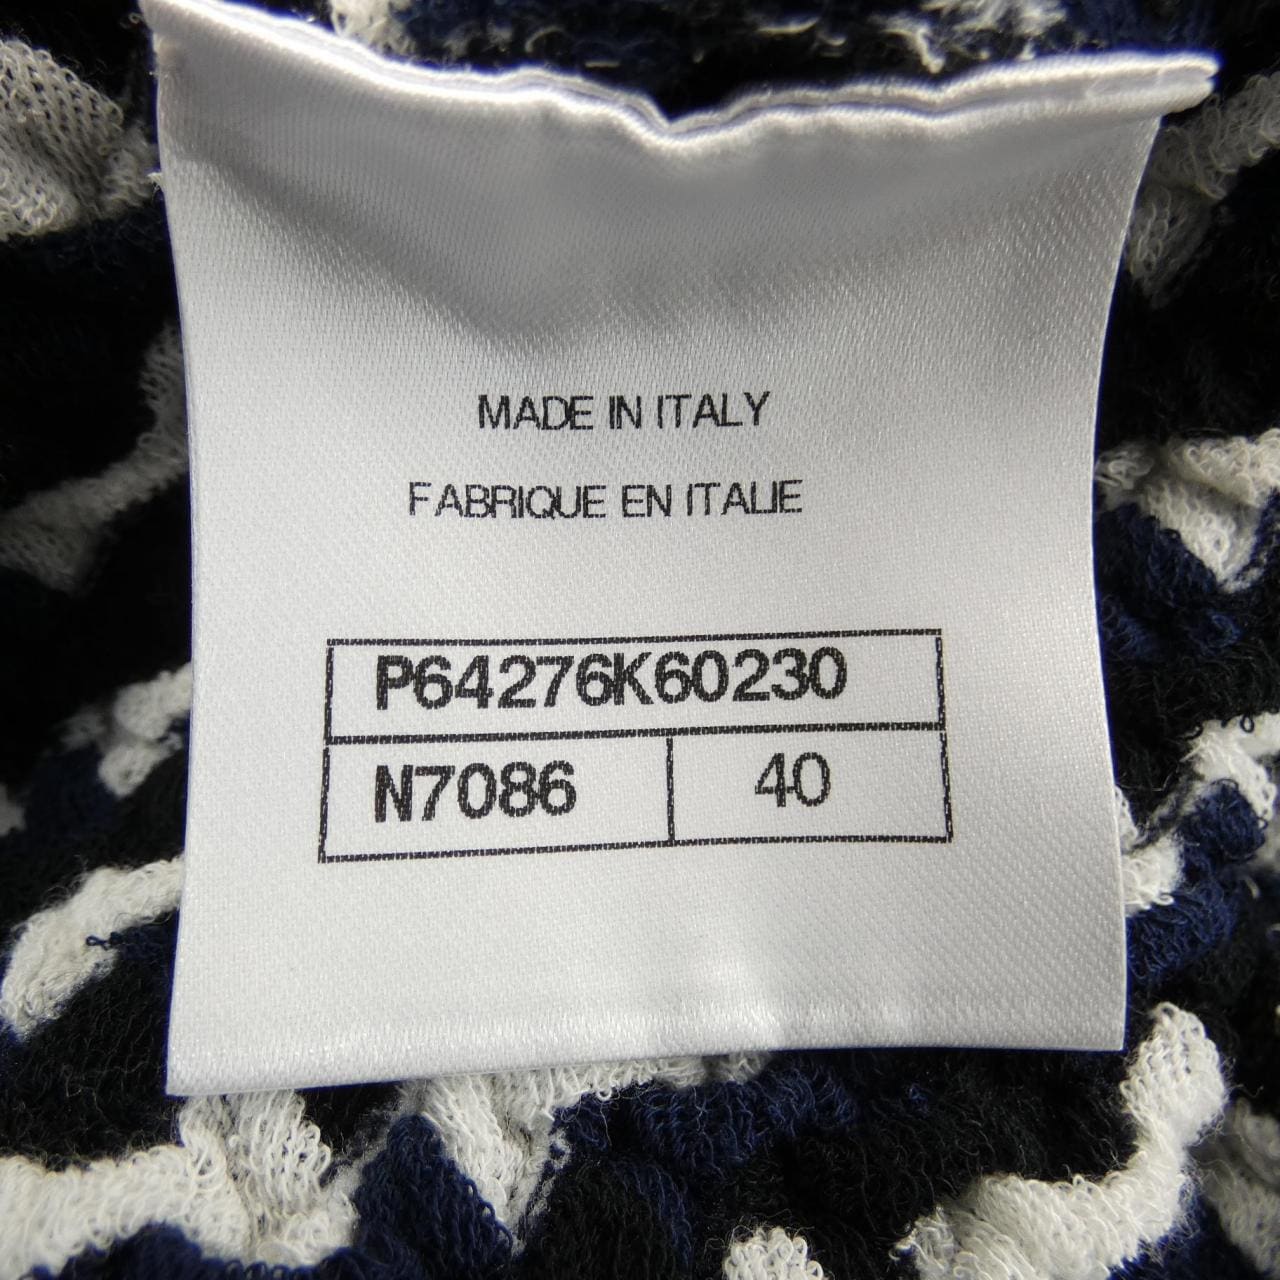 MADE IN ITALY
FABRIQUE EN ITALIE
P64276K60230
N7086 40